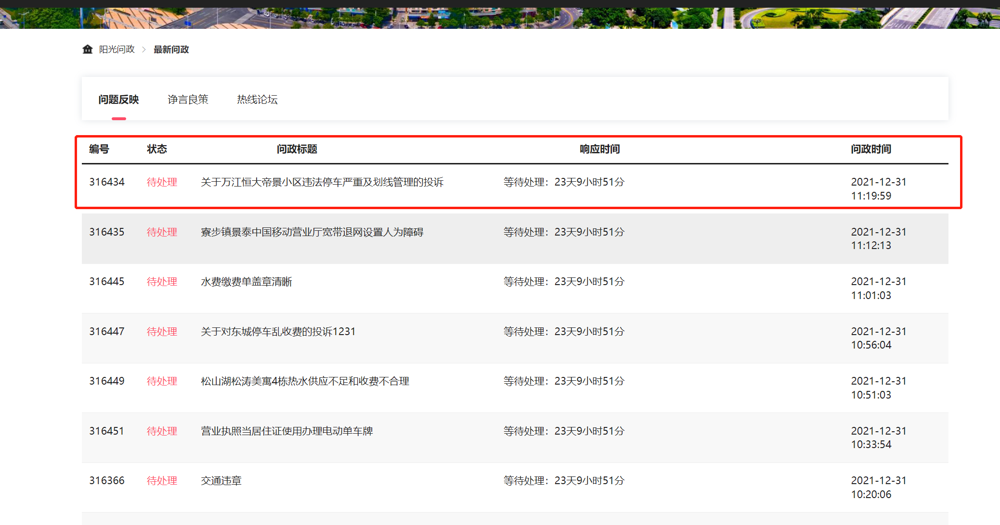 阳光问政 > 最新问政
问题反映 诤言良策 热线论坛
编号 状态 问政标题 响应时间 问政时间
316434 待处理 关于万江恒大帝景小区违法停车严重及划线管理的投诉 等待处理：23天9小时51分 2021-12-31
11:19:59
316435 待处理 寮步镇景泰中国移动营业厅宽带退网设置人为障碍 等待处理：23天9小时51分 2021-12-31
11:12:13
316445 待处理 水费缴费单盖章清晰 等待处理：23天9小时51分 2021-12-31
11:01:03
316447 待处理 关于对东城停车乱收费的投诉1231 等待处理：23天9小时51分 2021-12-31
10:56:04
316449 待处理 松山湖松涛美寓4栋热水供应不足和收费不合理 等待处理：23天9小时51分 2021-12-31
10:51:03
316451 待处理 营业执照当居住证使用办理电动单车牌 等待处理：23天9小时51分 2021-12-31
10:33:54
316366 待处理 交通违章 等待处理：23天9小时51分 2021-12-31
10:20:06